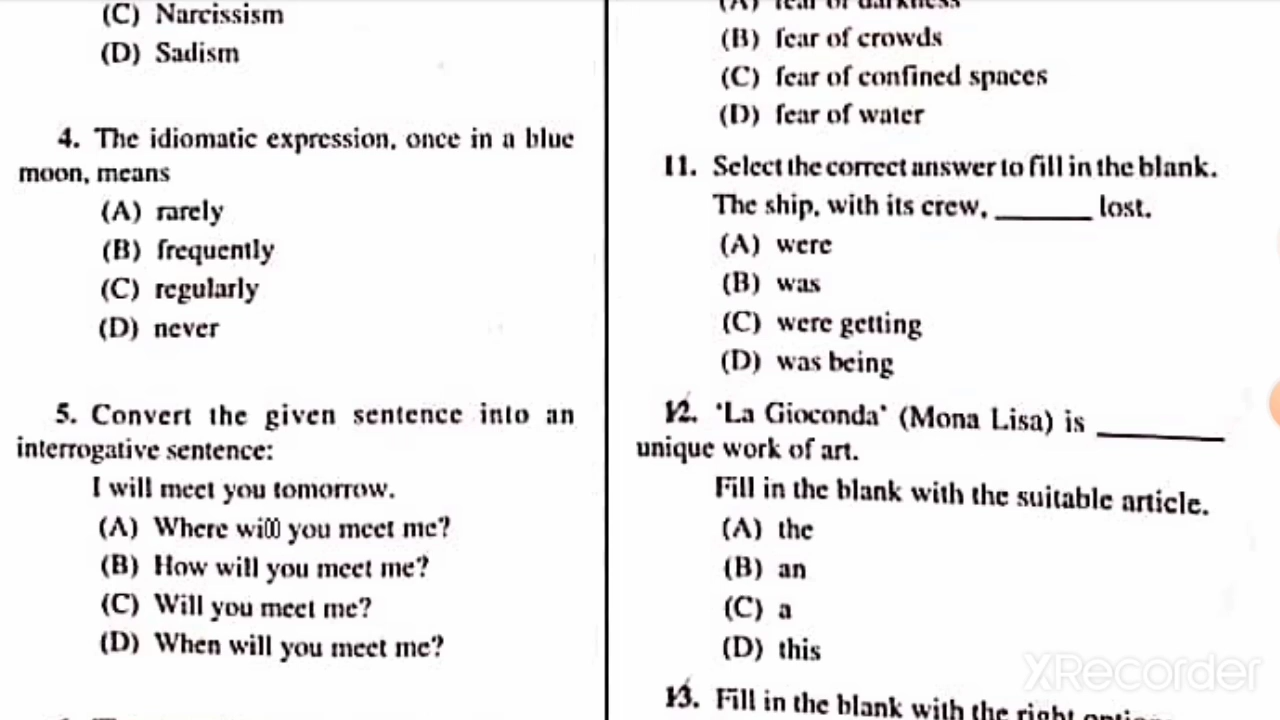 (C) Narcissism
(D) Sadism
4. The idiomatic expression, once in a blue
moon, means
(A) rarely
(B) frequently
(C) regularly
(D) never
5. Convert the given sentence into an
interrogative sentence:
I will meet you tomorrow.
(A) Where will you meet me?
(B) How will you meet me?
(C) Will you meet me?
(D) When will you meet me?
(A) fear of darkness
(B) fear of crowds
(C) fear of confined spaces
(D) fear of water
11. Select the correct answer to fill in the blank.
The ship, with its crew, ______ lost.
(A) were
(B) was
(C) were getting
(D) was being
12. ‘La Gioconda’ (Mona Lisa) is ______
unique work of art.
Fill in the blank with the suitable article.
(A) the
(B) an
(C) a
(D) this
13. Fill in the blank with the right
XRecorder